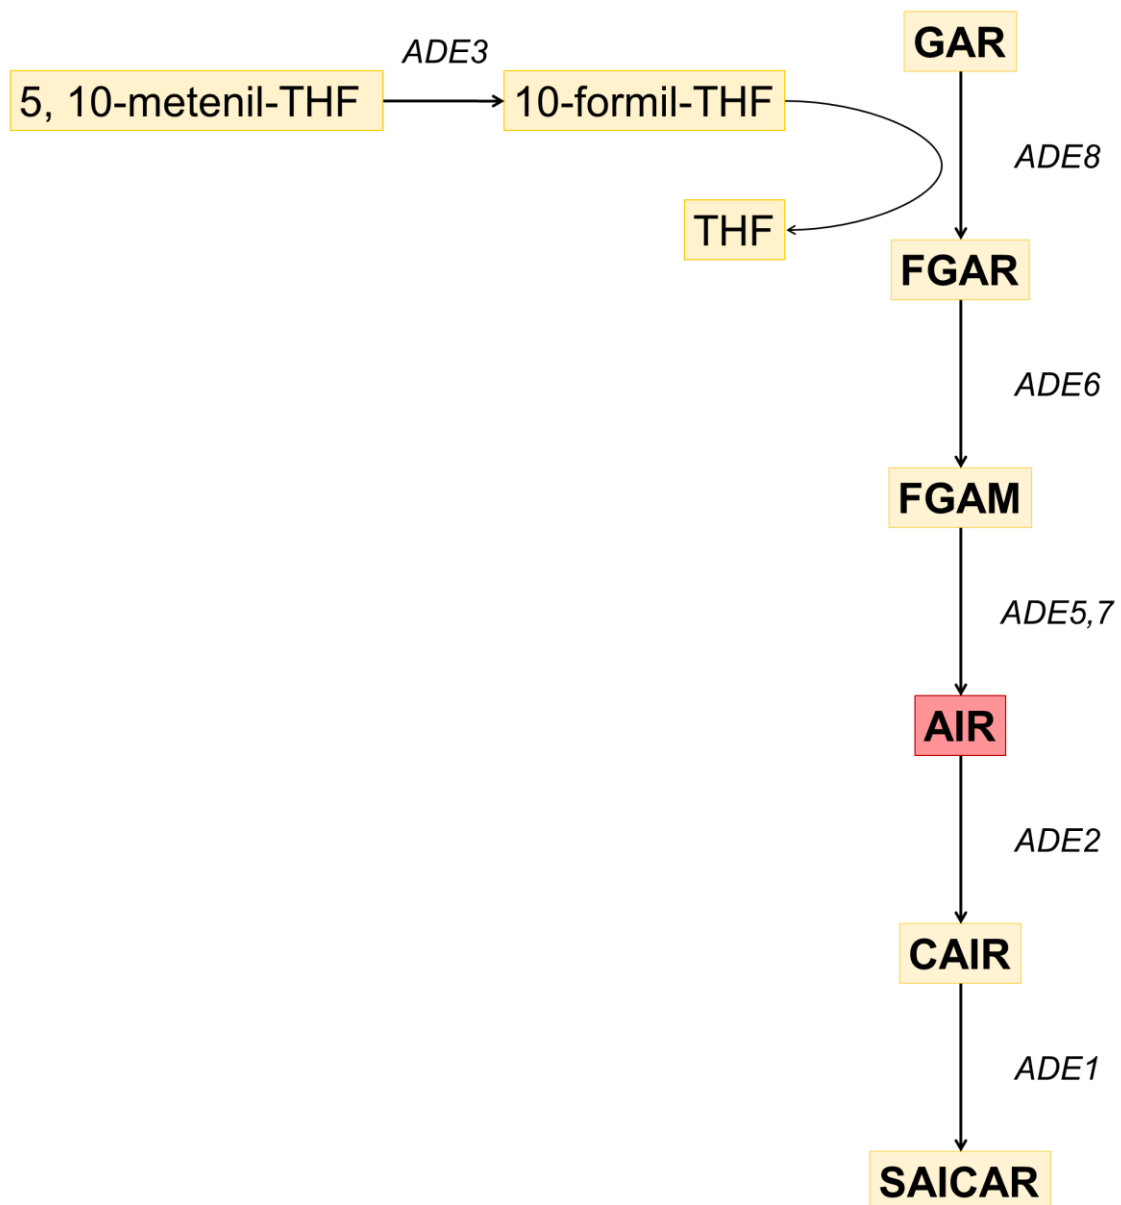 GAR
ADE3
5, 10-metenil-THF
10-formil-THF
ADE8
THF
FGAR
ADE6
FGAM
ADE5,7
AIR
ADE2
CAIR
ADE1
SAICAR